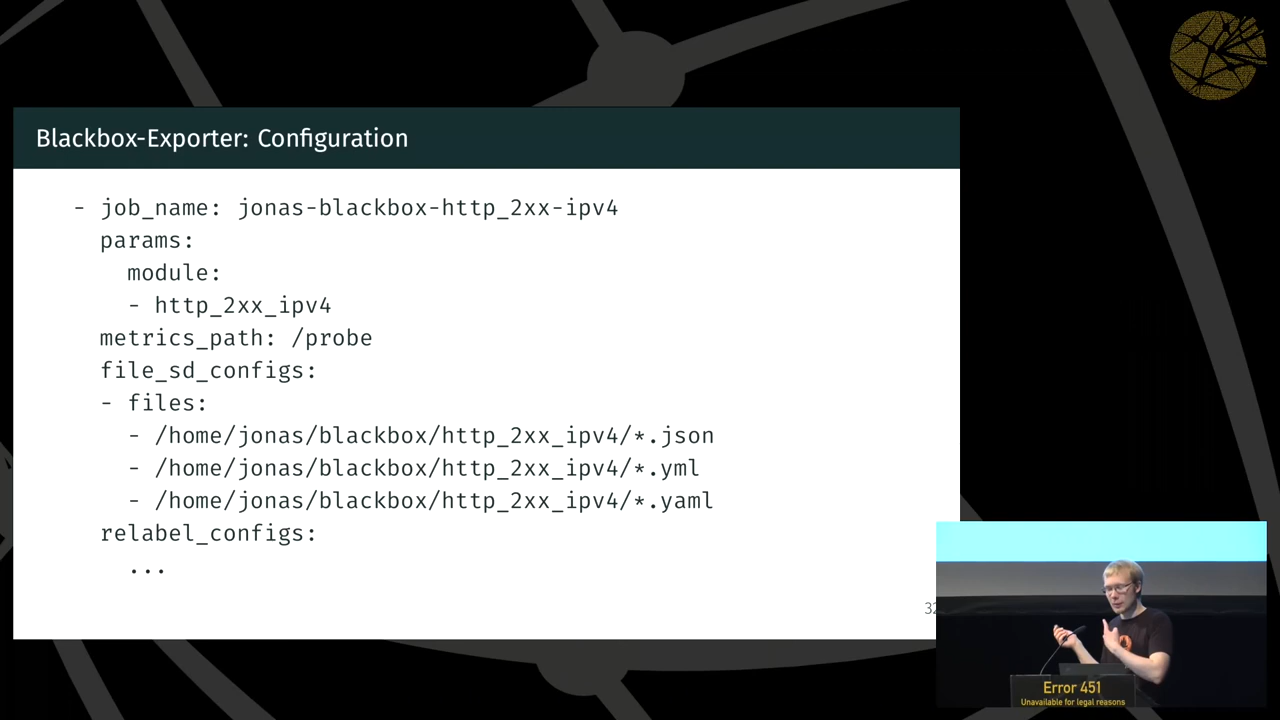 Blackbox-Exporter: Configuration
- job_name: jonas-blackbox-http_2xx-ipv4
params:
module:
- http_2xx_ipv4
metrics_path: /probe
file_sd_configs:
- files:
- /home/jonas/blackbox/http_2xx_ipv4/*.json
- /home/jonas/blackbox/http_2xx_ipv4/*.yml
- /home/jonas/blackbox/http_2xx_ipv4/*.yaml
relabel_configs:
...
32
Error 451
Unavailable for legal reasons